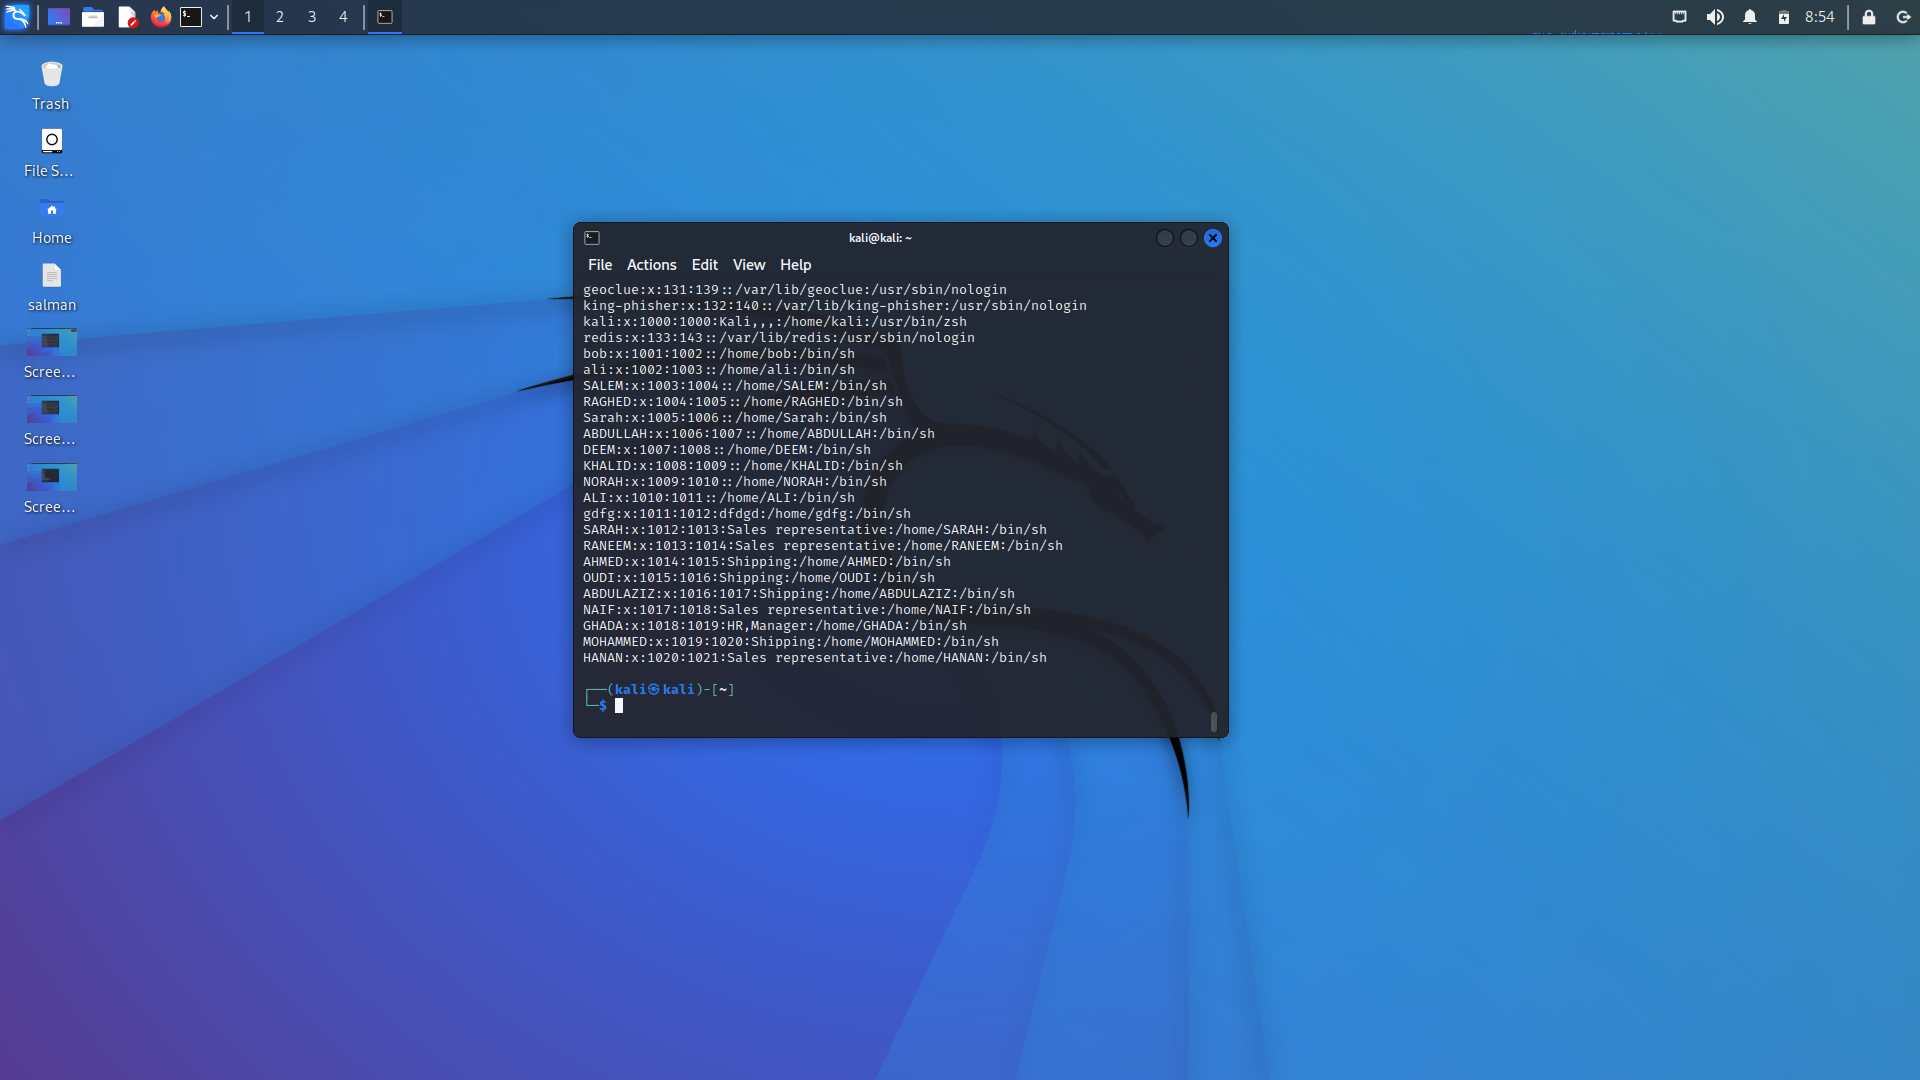 1 2 3 4
8:54
Trash
File S...
Home
salman
Scree...
Scree...
Scree...
kali@kali: ~
File Actions Edit View Help
geoclue:x:131:139::/var/lib/geoclue:/usr/sbin/nologin
king-phisher:x:132:140::/var/lib/king-phisher:/usr/sbin/nologin
kali:x:1000:1000:Kali,,,:/home/kali:/usr/bin/zsh
redis:x:133:143::/var/lib/redis:/usr/sbin/nologin
bob:x:1001:1002::/home/bob:/bin/sh
ali:x:1002:1003::/home/ali:/bin/sh
SALEM:x:1003:1004::/home/SALEM:/bin/sh
RAGHED:x:1004:1005::/home/RAGHED:/bin/sh
Sarah:x:1005:1006::/home/Sarah:/bin/sh
ABDULLAH:x:1006:1007::/home/ABDULLAH:/bin/sh
DEEM:x:1007:1008::/home/DEEM:/bin/sh
KHALID:x:1008:1009::/home/KHALID:/bin/sh
NORAH:x:1009:1010::/home/NORAH:/bin/sh
ALI:x:1010:1011::/home/ALI:/bin/sh
gdfg:x:1011:1012:dfdgd:/home/gdfg:/bin/sh
SARAH:x:1012:1013:Sales representative:/home/SARAH:/bin/sh
RANEEM:x:1013:1014:Sales representative:/home/RANEEM:/bin/sh
AHMED:x:1014:1015:Shipping:/home/AHMED:/bin/sh
OUDI:x:1015:1016:Shipping:/home/OUDI:/bin/sh
ABDULAZIZ:x:1016:1017:Shipping:/home/ABDULAZIZ:/bin/sh
NAIF:x:1017:1018:Sales representative:/home/NAIF:/bin/sh
GHADA:x:1018:1019:HR,Manager:/home/GHADA:/bin/sh
MOHAMMED:x:1019:1020:Shipping:/home/MOHAMMED:/bin/sh
HANAN:x:1020:1021:Sales representative:/home/HANAN:/bin/sh
┌──(kali㉿kali)-[~]
└─$